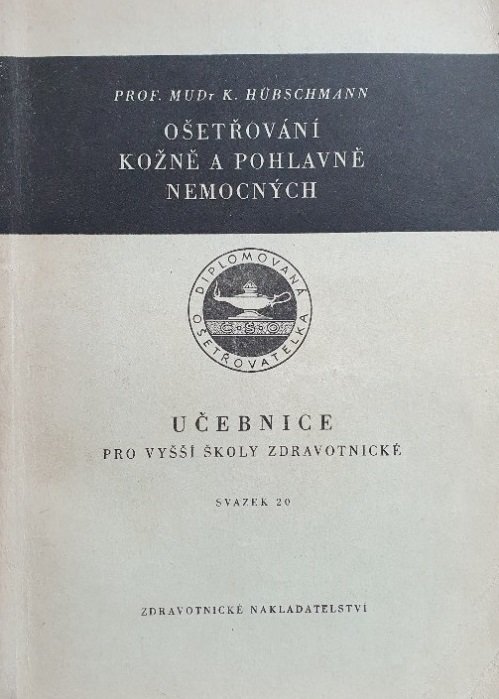 PROF. MUDr K. HÜBSCHMANN
OŠETŘOVÁNÍ
KOŽNĚ A POHLAVNĚ
NEMOCNÝCH
DIPLOMOVANÁ
OŠETŘOVATELKA
Č·S·O
UČEBNICE
PRO VYŠŠÍ ŠKOLY ZDRAVOTNICKÉ
SVAZEK 20
ZDRAVOTNICKÉ NAKLADATELSTVÍ